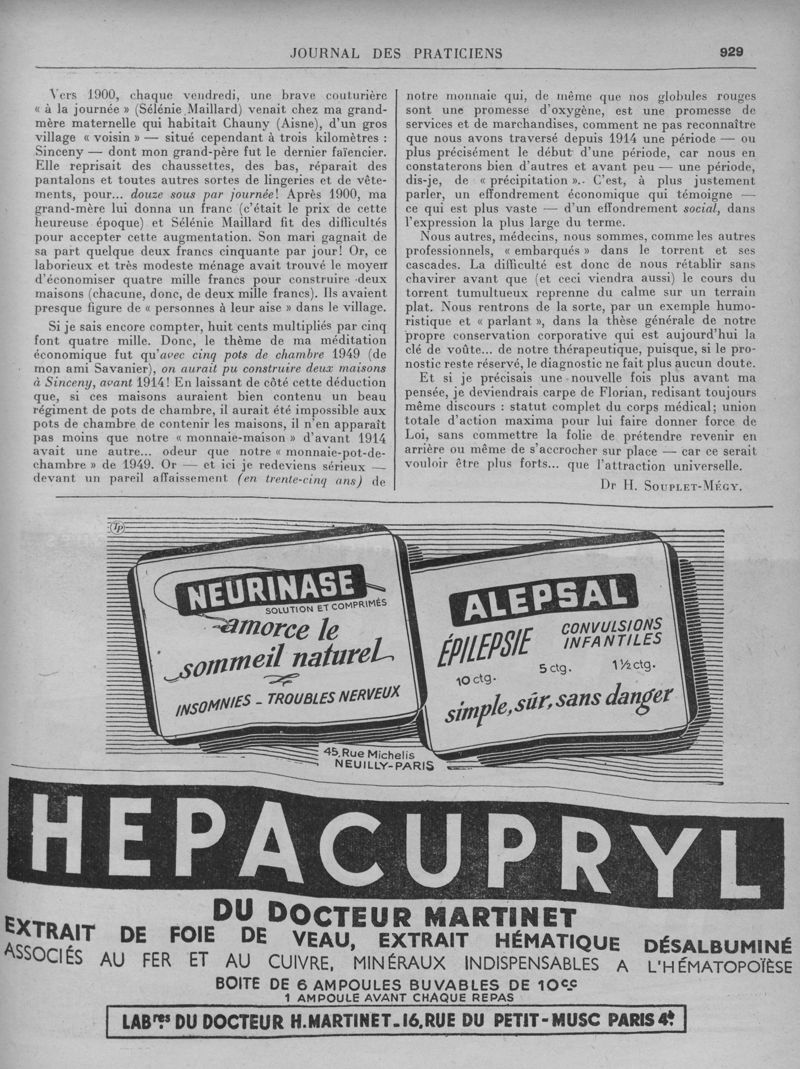 JOURNAL DES PRATICIENS
929
Vers 1900, chaque vendredi, une brave couturière
« à la journée » (Sélénie Maillard) venait chez ma grand-
mère maternelle qui habitait Chauny (Aisne), d'un gros
village « voisin » — situé cependant à trois kilomètres :
Sinceny — dont mon grand-père fut le dernier faïencier.
Elle reprisait des chaussettes, des bas, réparait des
pantalons et toutes autres sortes de lingeries et de vête-
ments, pour... douze sous par journée! Après 1900, ma
grand-mère lui donna un franc (c'était le prix de cette
heureuse époque) et Sélénie Maillard fit des difficultés
pour accepter cette augmentation. Son mari gagnait de
sa part quelque deux francs cinquante par jour! Or, ce
laborieux et très modeste ménage avait trouvé le moyen
d'économiser quatre mille francs pour construire deux
maisons (chacune, donc, de deux mille francs). Ils avaient
presque figure de « personnes à leur aise » dans le village.
Si je sais encore compter, huit cents multipliés par cinq
font quatre mille. Donc, le thème de ma méditation
économique fut qu'avec cinq pots de chambre 1949 (de
mon ami Savanier), on aurait pu construire deux maisons
à Sinceny, avant 1914! En laissant de côté cette déduction
que, si ces maisons auraient bien contenu un beau
régiment de pots de chambre, il aurait été impossible aux
pots de chambre de contenir les maisons, il n'en apparaît
pas moins que notre « monnaie-maison » d'avant 1914
avait une autre... odeur que notre « monnaie-pot-de-
chambre » de 1949. Or — et ici je redeviens sérieux —
devant un pareil affaissement (en trente-cinq ans) de
notre monnaie qui, de même que nos globules rouges
sont une promesse d'oxygène, est une promesse de
services et de marchandises, comment ne pas reconnaître
que nous avons traversé depuis 1914 une période — ou
plus précisément le début d'une période, car nous en
constaterons bien d'autres et avant peu — une période,
dis-je, de « précipitation ».- C'est, à plus justement
parler, un effondrement économique qui témoigne —
ce qui est plus vaste — d'un effondrement social, dans
l'expression la plus large du terme.
Nous autres, médecins, nous sommes, comme les autres
professionnels, « embarqués » dans le torrent et ses
cascades. La difficulté est donc de nous rétablir sans
chavirer avant que (et ceci viendra aussi) le cours du
torrent tumultueux reprenne du calme sur un terrain
plat. Nous rentrons de la sorte, par un exemple humo-
ristique et « parlant », dans la thèse générale de notre
propre conservation corporative qui est aujourd'hui la
clé de voûte... de notre thérapeutique, puisque, si le pro-
nostic reste réservé, le diagnostic ne fait plus aucun doute.
Et si je précisais une nouvelle fois plus avant ma
pensée, je deviendrais carpe de Florian, redisant toujours
même discours : statut complet du corps médical; union
totale d'action maxima pour lui faire donner force de
Loi, sans commettre la folie de prétendre revenir en
arrière ou même de s'accrocher sur place — car ce serait
vouloir être plus forts... que l'attraction universelle.
Dr H. Souplet-Mégy.
NEURINASE
SOLUTION ET COMPRIMÉS
amorce le
sommeil naturel
INSOMNIES - TROUBLES NERVEUX
ALEPSAL
ÉPILEPSIE
CONVULSIONS
INFANTILES
10 ctg.
5 ctg.
1 ½ ctg.
simple, sûr, sans danger
45, Rue Michelis
NEUILLY-PARIS
HEPACUPRYL
DU DOCTEUR MARTINET
EXTRAIT DE FOIE DE VEAU, EXTRAIT HÉMATIQUE DÉSALBUMINÉ
ASSOCIÉS AU FER ET AU CUIVRE, MINÉRAUX INDISPENSABLES A L'HÉMATOPOÏÈSE
BOITE DE 6 AMPOULES BUVABLES DE 10cc
1 AMPOULE AVANT CHAQUE REPAS
LABres DU DOCTEUR H. MARTINET_16, RUE DU PETIT-MUSC PARIS 4e